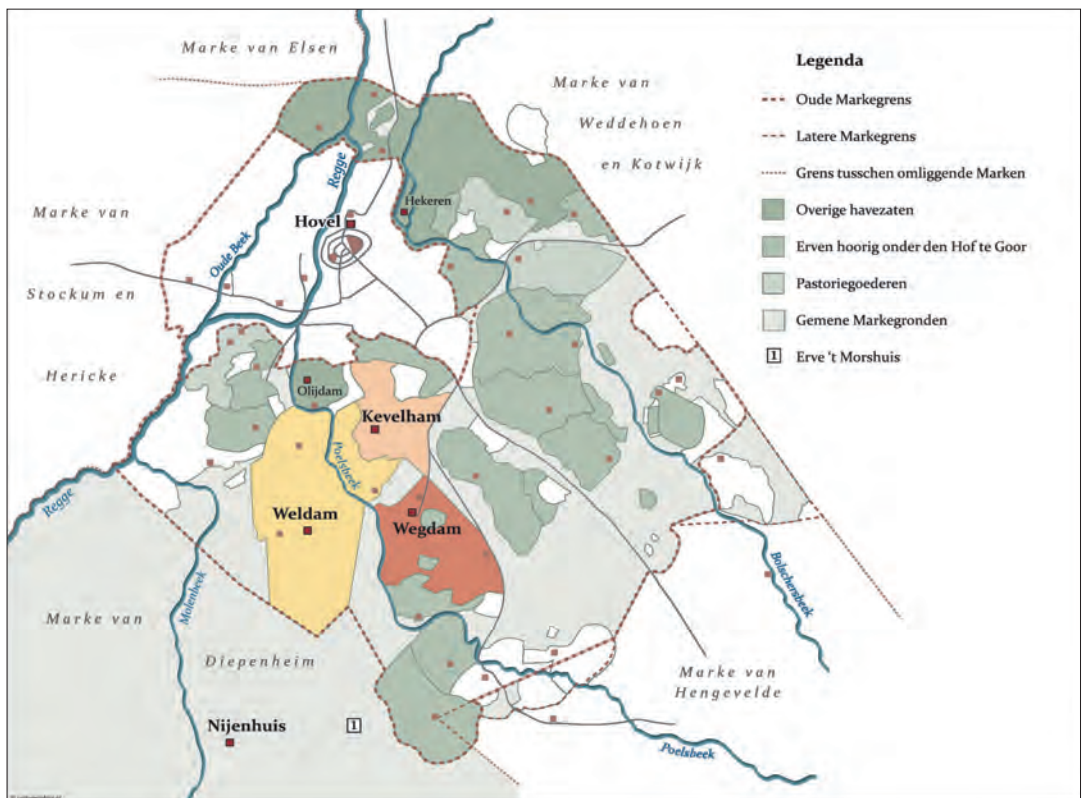 Marke van Elsen
Marke van
Weddehoen
en Kotwijk
Legenda
Oude Markegrens
Latere Markegrens
Grens tusschen omliggende Marken
Overige havezaten
Erven hoorig onder den Hof te Goor
Pastoriegoederen
Gemene Markegronden
1 Erve 't Morshuis
Regge
Hekeren
Hovel
Marke van
Oude Beek
Stockum en
Hericke
Olijdam
Kevelham
Poelsbeek
Regge
Weldam
Wegdam
Molenbeek
Bolschersbeek
Marke van
Diepenheim
Marke van
Hengevelde
Nijenhuis
1
Poelsbeek